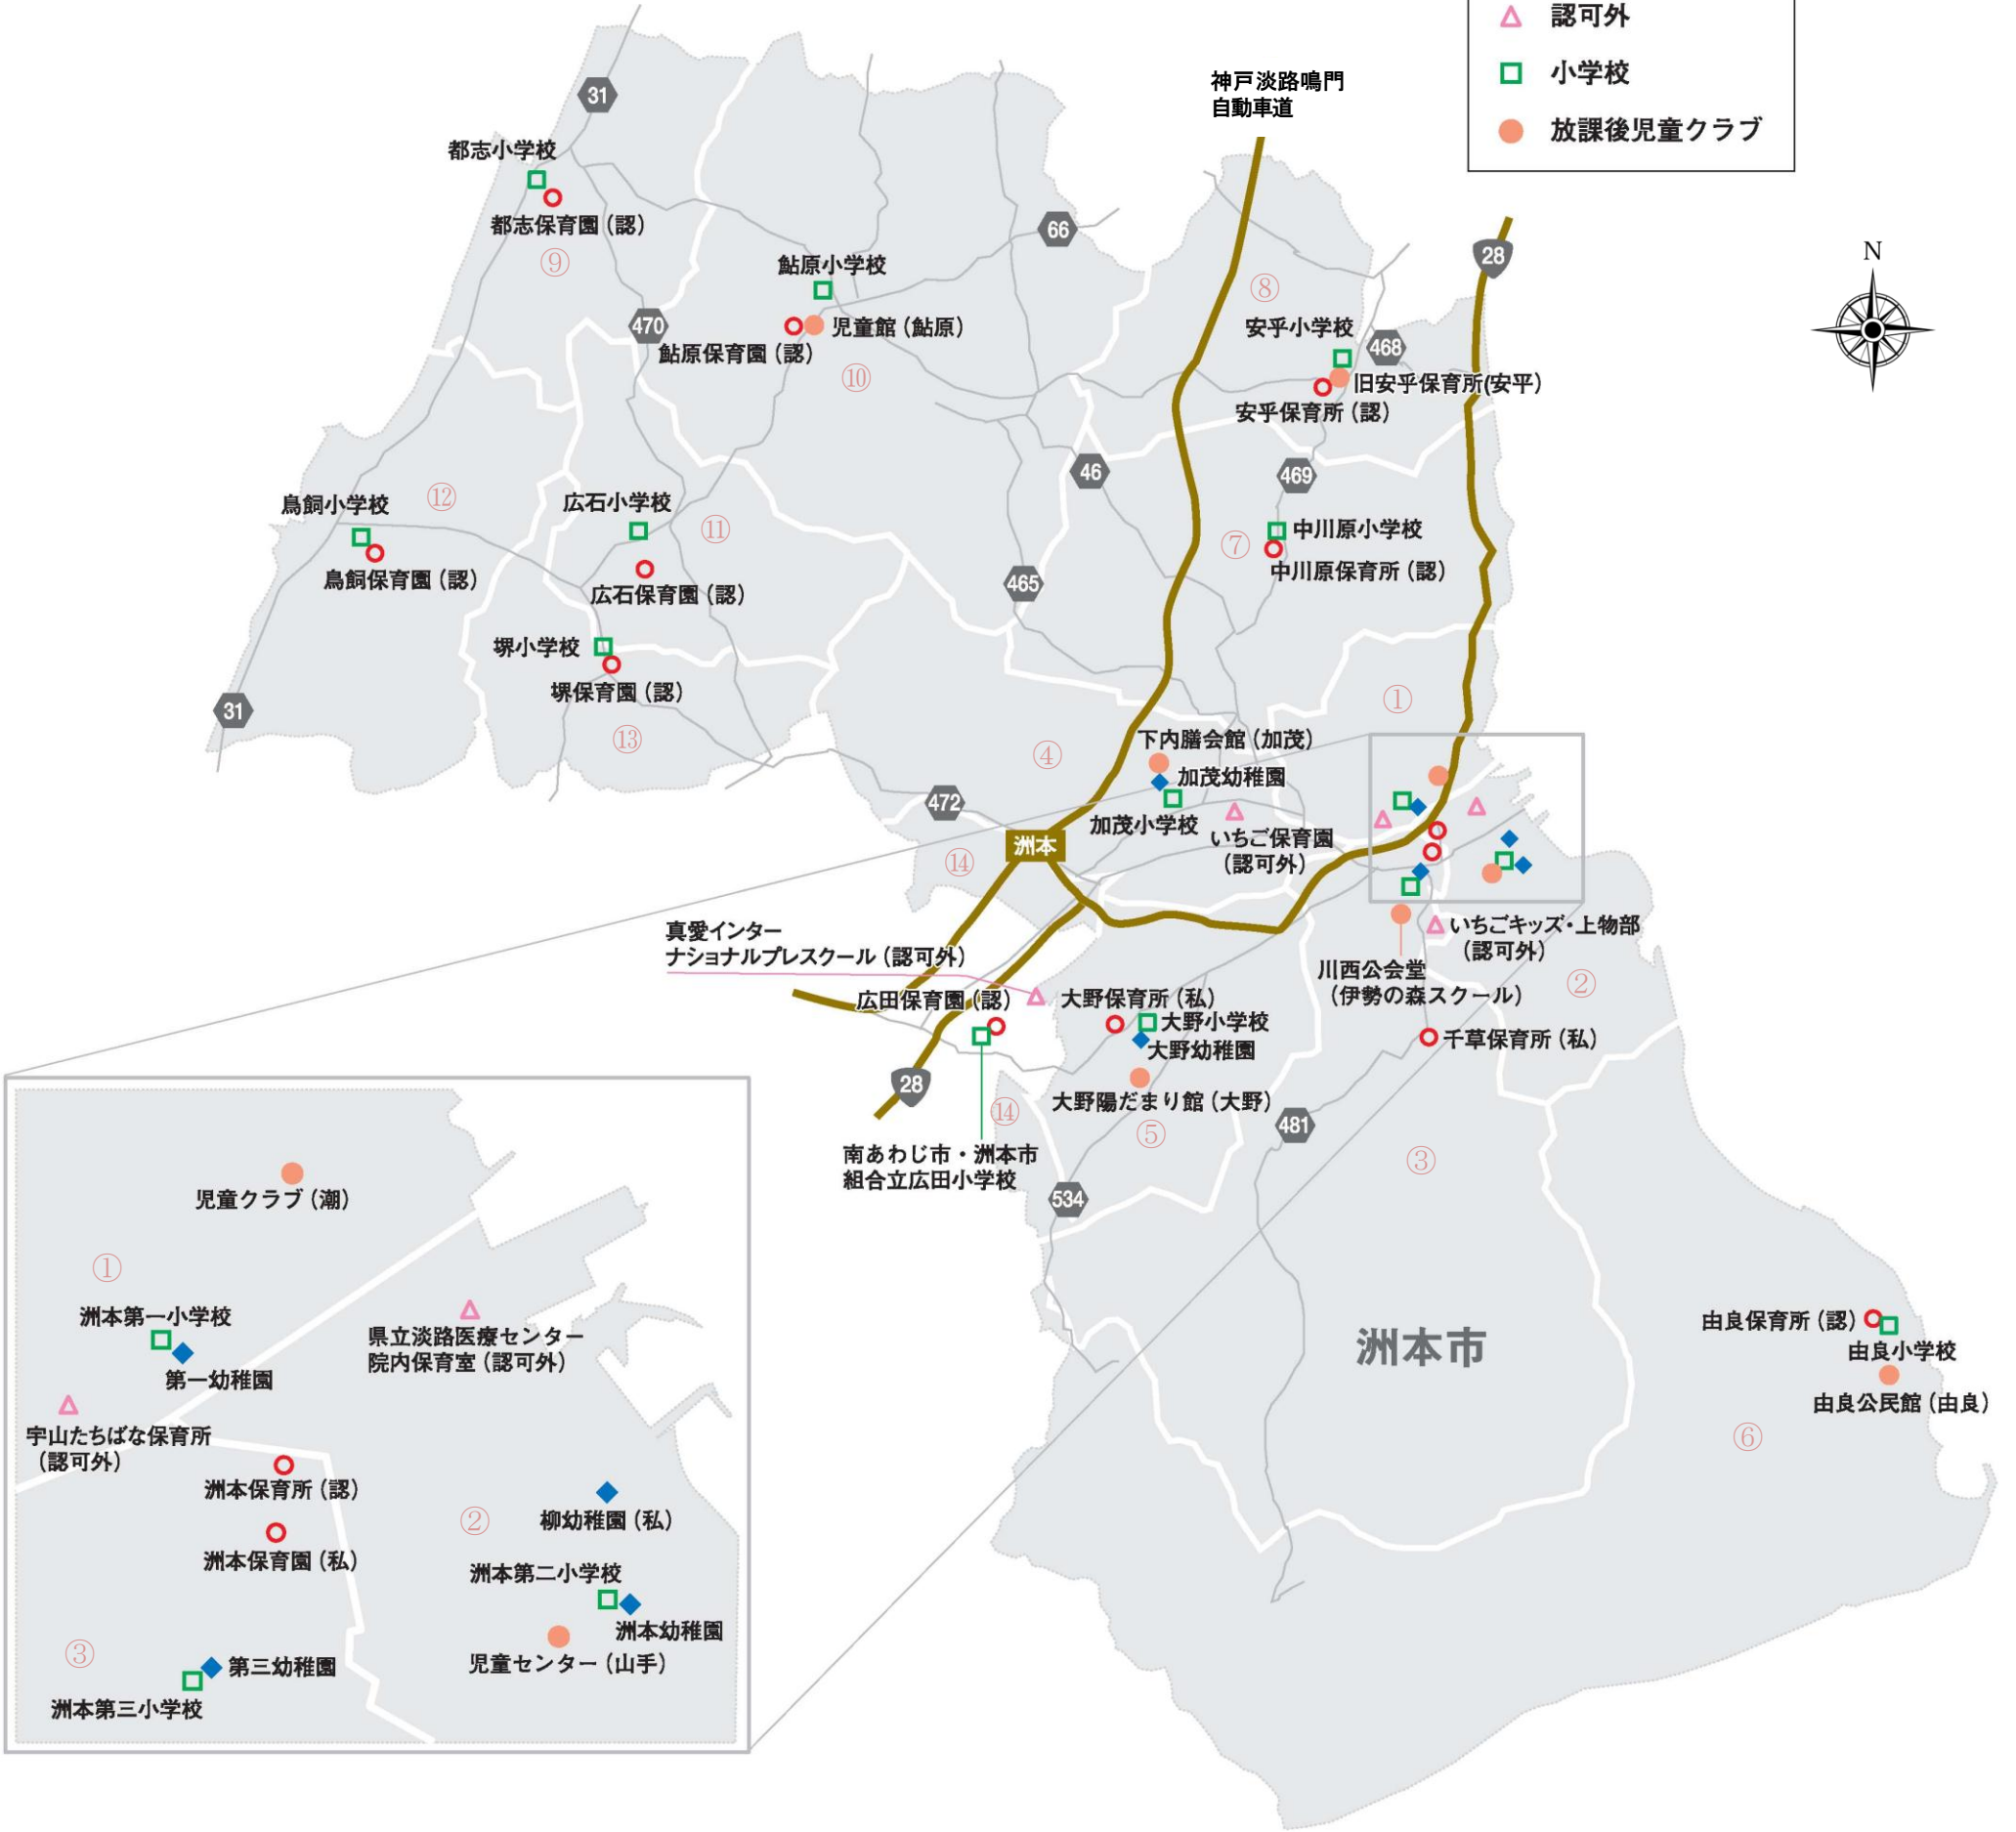 認可外
小学校
放課後児童クラブ
神戸淡路鳴門
自動車道
N
31
28
都志小学校
都志保育園（認）
⑨
66
鮎原小学校
児童館（鮎原）
鮎原保育園（認）
⑩
470
⑧
安乎小学校
468
旧安乎保育所(安平)
安乎保育所（認）
46
469
鳥飼小学校
⑫
鳥飼保育園（認）
広石小学校
⑪
広石保育園（認）
⑦
中川原小学校
中川原保育所（認）
465
堺小学校
堺保育園（認）
⑬
31
①
④
下内膳会館（加茂）
加茂幼稚園
加茂小学校
いちご保育園
（認可外）
472
洲本
⑭
真愛インター
ナショナルプレスクール（認可外）
いちごキッズ・上物部
（認可外）
川西公会堂
（伊勢の森スクール）
②
広田保育園（認）
大野保育所（私）
大野小学校
大野幼稚園
千草保育所（私）
28
大野陽だまり館（大野）
⑭
⑤
481
③
南あわじ市・洲本市
組合立広田小学校
534
洲本市
由良保育所（認）
由良小学校
由良公民館（由良）
⑥
児童クラブ（潮）
①
洲本第一小学校
第一幼稚園
県立淡路医療センター
院内保育室（認可外）
宇山たちばな保育所
（認可外）
洲本保育所（認）
洲本保育園（私）
②
柳幼稚園（私）
洲本第二小学校
洲本幼稚園
児童センター（山手）
③
第三幼稚園
洲本第三小学校